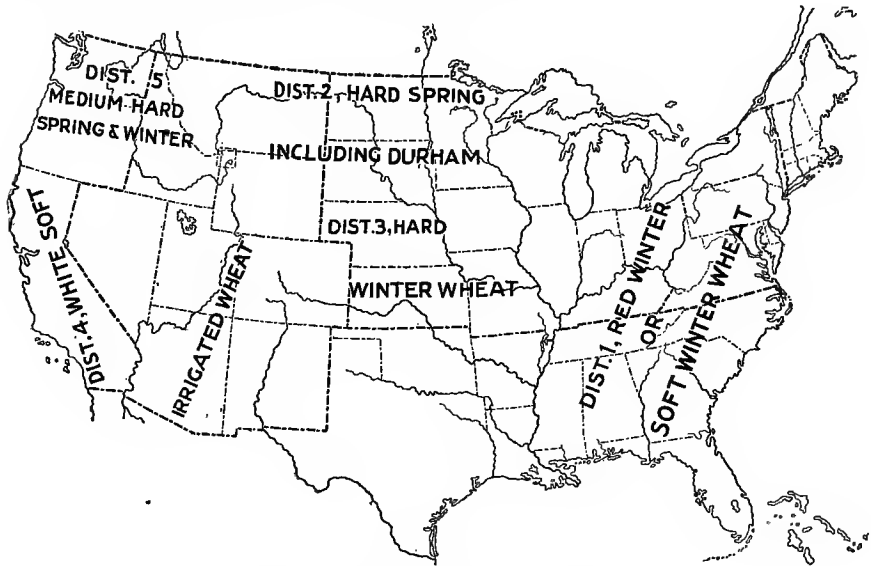 DIST. 5
MEDIUM HARD
SPRING & WINTER
DIST. 2, HARD SPRING
INCLUDING DURHAM
DIST. 3, HARD
WINTER WHEAT
DIST. 4, WHITE SOFT
IRRIGATED WHEAT
DIST. 1, RED WINTER
OR
SOFT WINTER WHEAT